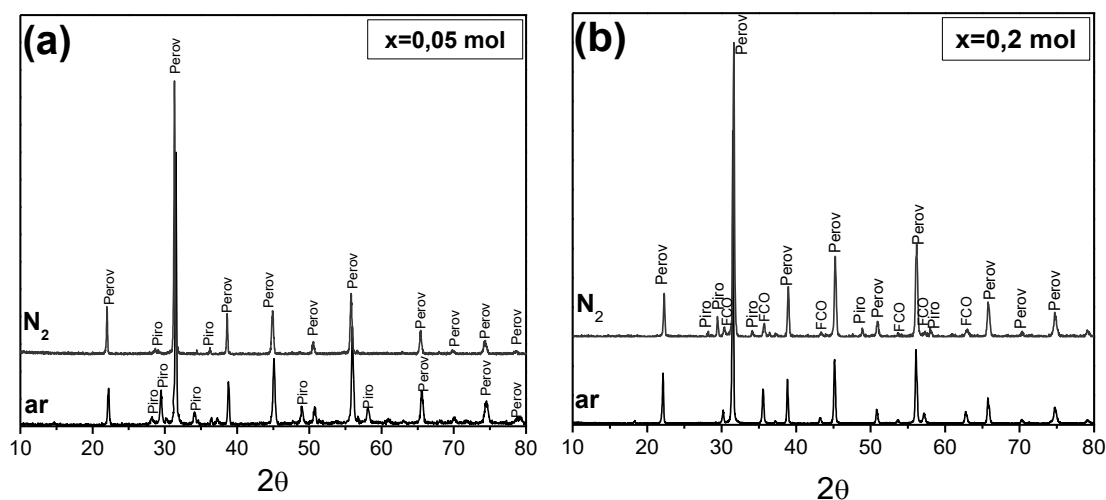 (a)
x=0,05 mol
Perov
Perov
Piro
Piro
Perov
Perov
Perov
Perov
Perov
Perov
Perov
Perov
N2
Piro
Piro
Piro
Piro
Piro
Perov
Perov
Perov
ar
10 20 30 40 50 60 70 80
2θ
(b)
x=0,2 mol
Perov
Perov
Piro
Piro
FCO
Piro
FCO
Perov
FCO
Perov
Piro
Perov
FCO
Perov
FCO
Piro
FCO
Perov
Perov
Perov
N2
ar
10 20 30 40 50 60 70 80
2θ